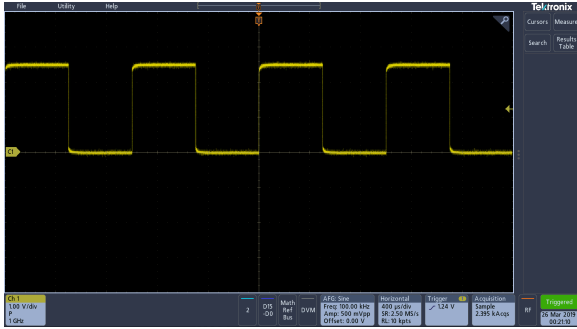 File Utility Help
Tektronix
Cursors Measure
Search Results
Table
C1
Ch 1
1.00 V/div
P
1 GHz
2
D15
-D0
Math
Ref
Bus
DVM
AFG: Sine
Freq: 100.00 kHz
Amp: 500 mVpp
Offset: 0.00 V
Horizontal
400 µs/div
SR: 2.50 MS/s
RL: 10 kpts
Trigger 1
1.24 V
Acquisition
Sample
2.395 kAcqs
RF
Triggered
26 Mar 2019
00:21:10